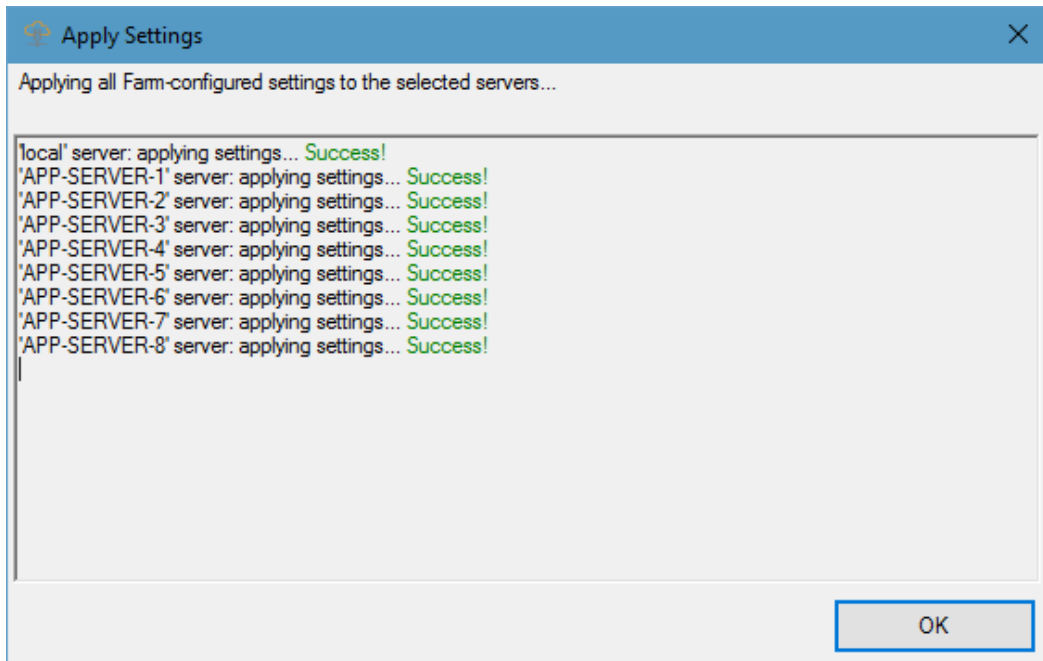 Apply Settings
Applying all Farm-configured settings to the selected servers...
'local' server: applying settings... Success!
'APP-SERVER-1' server: applying settings... Success!
'APP-SERVER-2' server: applying settings... Success!
'APP-SERVER-3' server: applying settings... Success!
'APP-SERVER-4' server: applying settings... Success!
'APP-SERVER-5' server: applying settings... Success!
'APP-SERVER-6' server: applying settings... Success!
'APP-SERVER-7' server: applying settings... Success!
'APP-SERVER-8' server: applying settings... Success!
OK